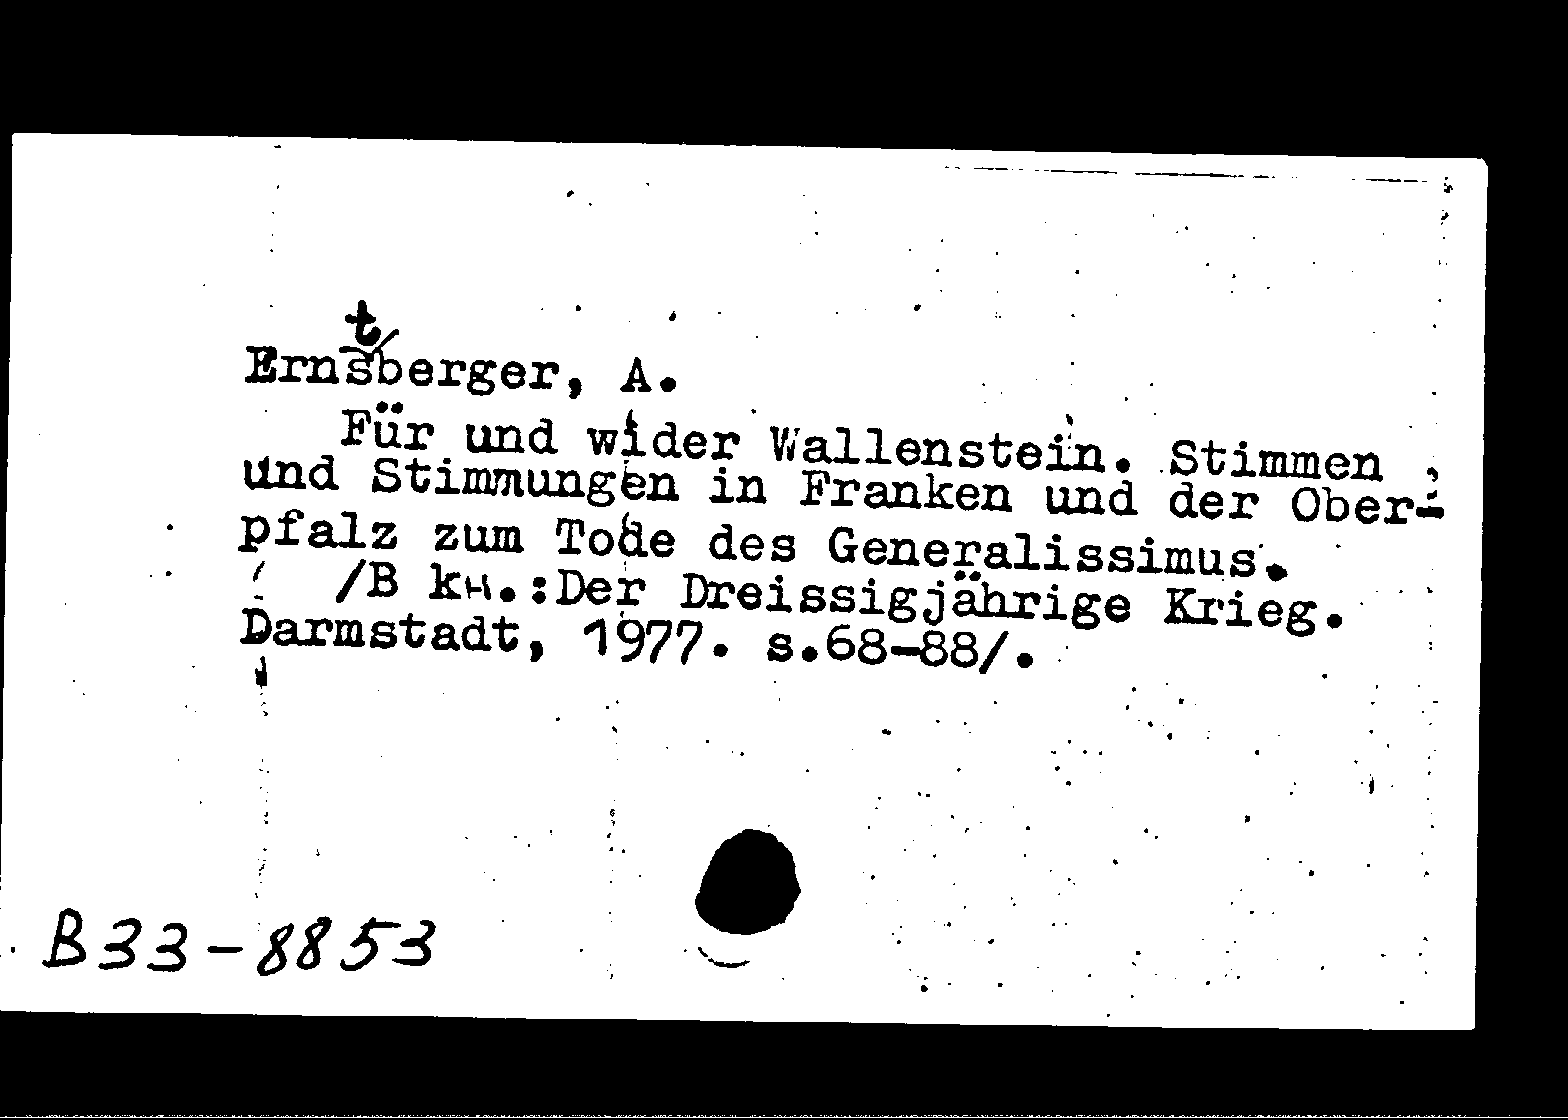 Ernstberger, A.
Für und wider Wallenstein. Stimmen
und Stimmungen in Franken und der Ober-
pfalz zum Tode des Generalissimus.
/В кн.:Der Dreissigjährige Krieg.
Darmstadt, 1977. s.68-88/.
B33-8853